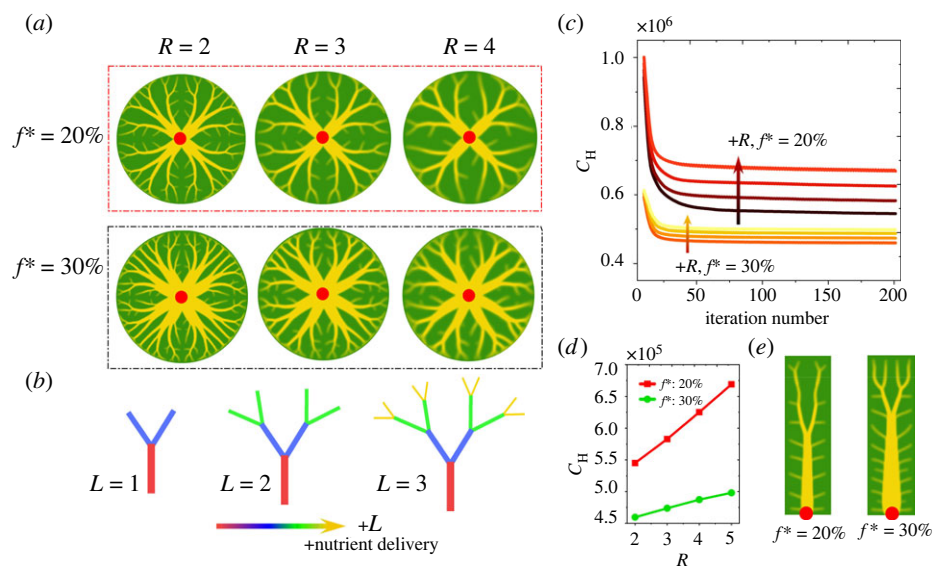 (a)
R = 2
R = 3
R = 4
f* = 20%
f* = 30%
(b)
L = 1
L = 2
L = 3
+L
+nutrient delivery
(c)
×10⁶
1.0
0.8
0.6
0.4
C_H
+R, f* = 20%
+R, f* = 30%
0
50
100
150
200
iteration number
(d)
×10⁵
7.0
6.5
6.0
5.5
5.0
4.5
C_H
f*: 20%
f*: 30%
2
3
4
5
R
(e)
f* = 20%
f* = 30%